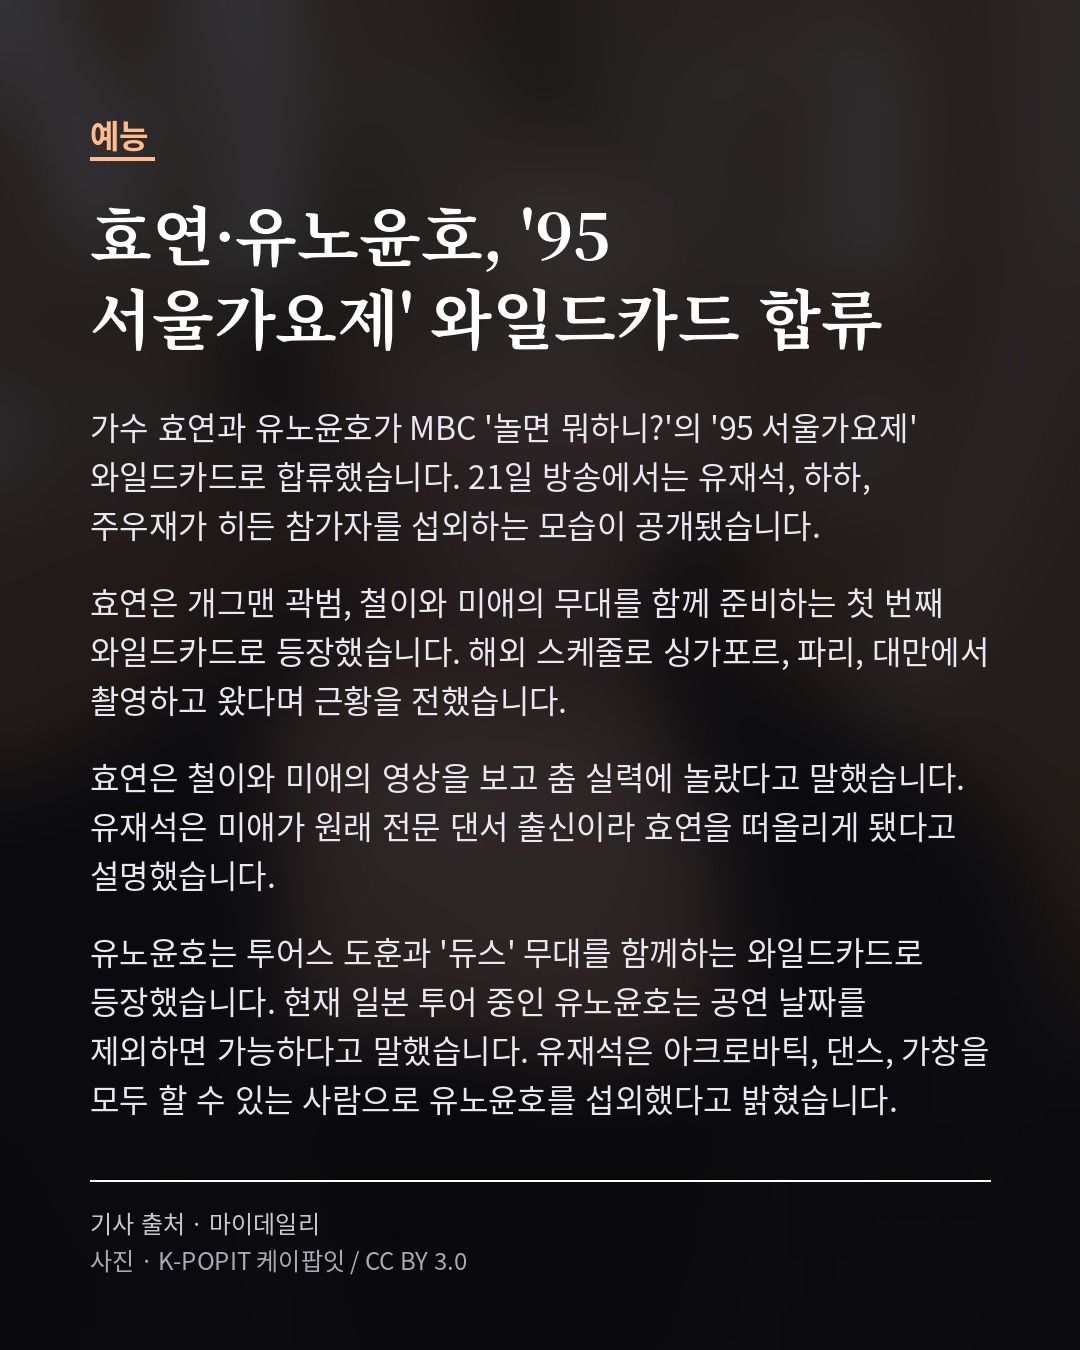 예능
효연·유노윤호, '95
서울가요제' 와일드카드 합류
가수 효연과 유노윤호가 MBC '놀면 뭐하니?'의 '95 서울가요제'
와일드카드로 합류했습니다. 21일 방송에서는 유재석, 하하,
주우재가 히든 참가자를 섭외하는 모습이 공개됐습니다.
효연은 개그맨 곽범, 철이와 미애의 무대를 함께 준비하는 첫 번째
와일드카드로 등장했습니다. 해외 스케줄로 싱가포르, 파리, 대만에서
촬영하고 왔다며 근황을 전했습니다.
효연은 철이와 미애의 영상을 보고 춤 실력에 놀랐다고 말했습니다.
유재석은 미애가 원래 전문 댄서 출신이라 효연을 떠올리게 됐다고
설명했습니다.
유노윤호는 투어스 도훈과 '듀스' 무대를 함께하는 와일드카드로
등장했습니다. 현재 일본 투어 중인 유노윤호는 공연 날짜를
제외하면 가능하다고 말했습니다. 유재석은 아크로바틱, 댄스, 가창을
모두 할 수 있는 사람으로 유노윤호를 섭외했다고 밝혔습니다.
기사 출처 · 마이데일리
사진 · K-POPIT 케이팝잇 / CC BY 3.0